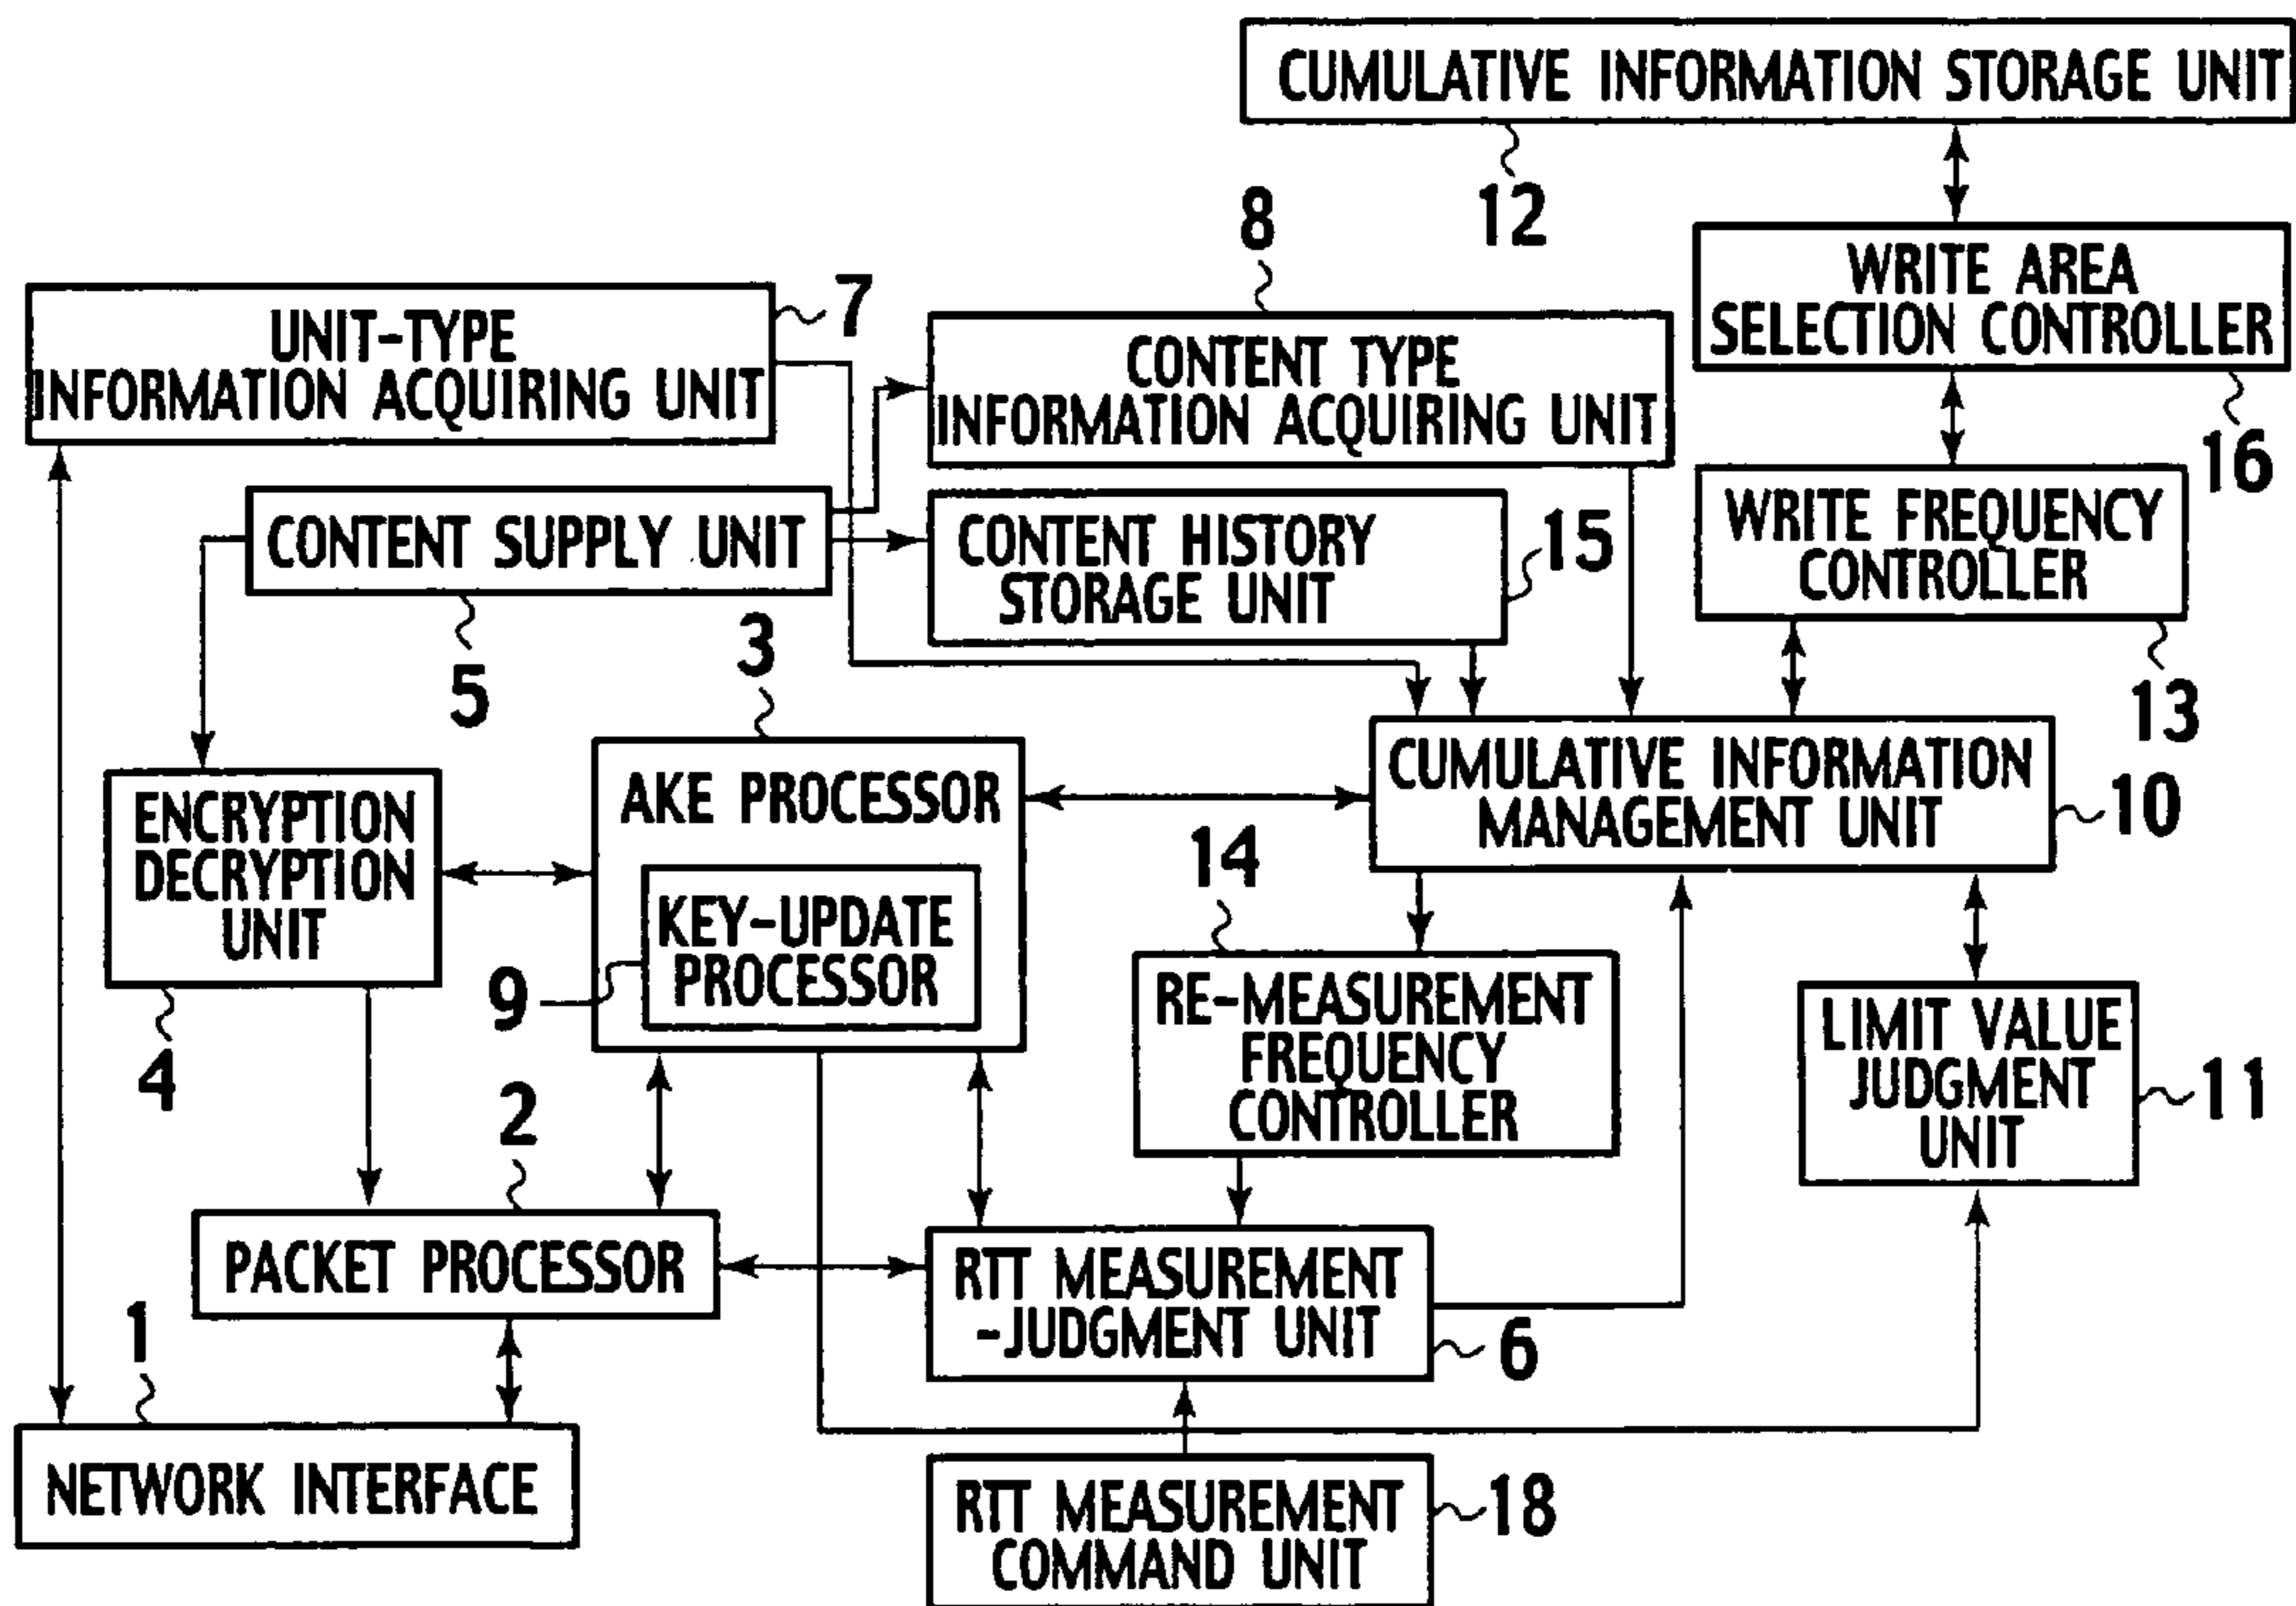 CUMULATIVE INFORMATION STORAGE UNIT
12
8
WRITE AREA
SELECTION CONTROLLER
16
7
UNIT-TYPE
INFORMATION ACQUIRING UNIT
CONTENT TYPE
INFORMATION ACQUIRING UNIT
WRITE FREQUENCY
CONTROLLER
13
CONTENT SUPPLY UNIT
5
CONTENT HISTORY
STORAGE UNIT
15
3
CUMULATIVE INFORMATION
MANAGEMENT UNIT
10
ENCRYPTION
DECRYPTION
UNIT
4
AKE PROCESSOR
KEY-UPDATE
PROCESSOR
9
14
RE-MEASUREMENT
FREQUENCY
CONTROLLER
LIMIT VALUE
JUDGMENT
UNIT
11
2
PACKET PROCESSOR
RTT MEASUREMENT
-JUDGMENT UNIT
6
1
NETWORK INTERFACE
RTT MEASUREMENT
COMMAND UNIT
18